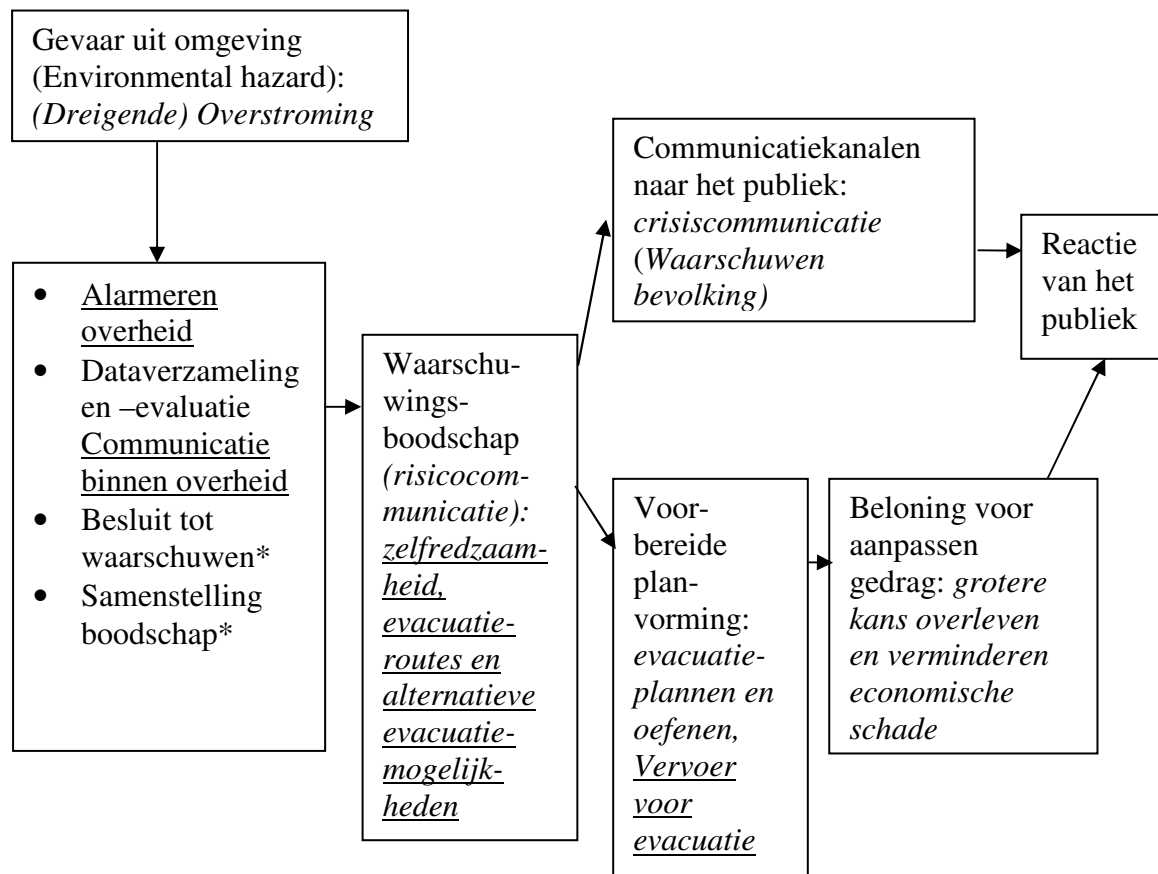 Gevaar uit omgeving
(Environmental hazard):
(Dreigende) Overstroming
• Alarmeren
overheid
• Dataverzameling
en –evaluatie
Communicatie
binnen overheid
• Besluit tot
waarschuwen*
• Samenstelling
boodschap*
Waarschu-
wings-
boodschap
(risicocom-
municatie):
zelfredzaam-
heid,
evacuatie-
routes en
alternatieve
evacuatie-
mogelijk-
heden
Communicatiekanalen
naar het publiek:
crisiscommunicatie
(Waarschuwen
bevolking)
Voor-
bereide
plan-
vorming:
evacuatie-
plannen en
oefenen,
Vervoer
voor
evacuatie
Beloning voor
aanpassen
gedrag: grotere
kans overleven
en verminderen
economische
schade
Reactie
van het
publiek